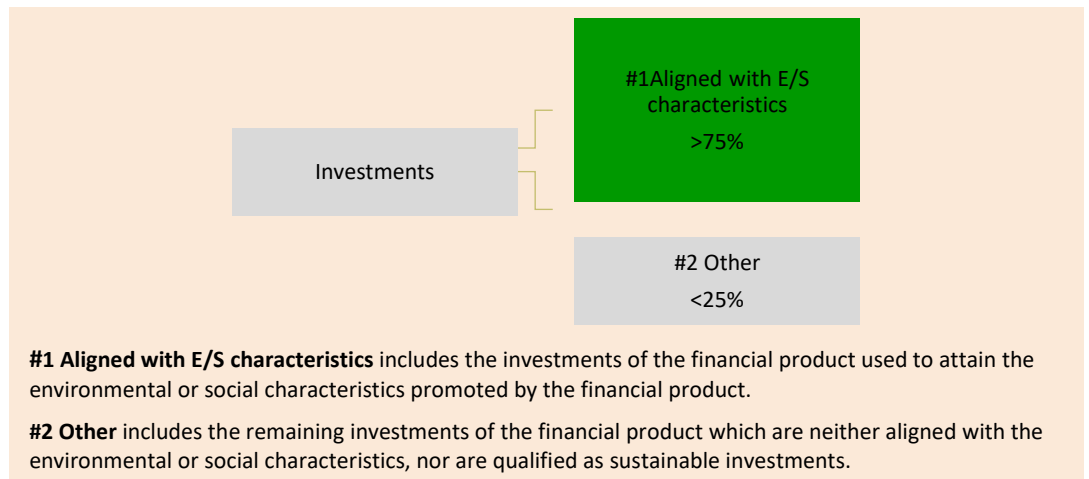 #1Aligned with E/S
characteristics
>75%
Investments
#2 Other
<25%
#1 Aligned with E/S characteristics includes the investments of the financial product used to attain the
environmental or social characteristics promoted by the financial product.
#2 Other includes the remaining investments of the financial product which are neither aligned with the
environmental or social characteristics, nor are qualified as sustainable investments.